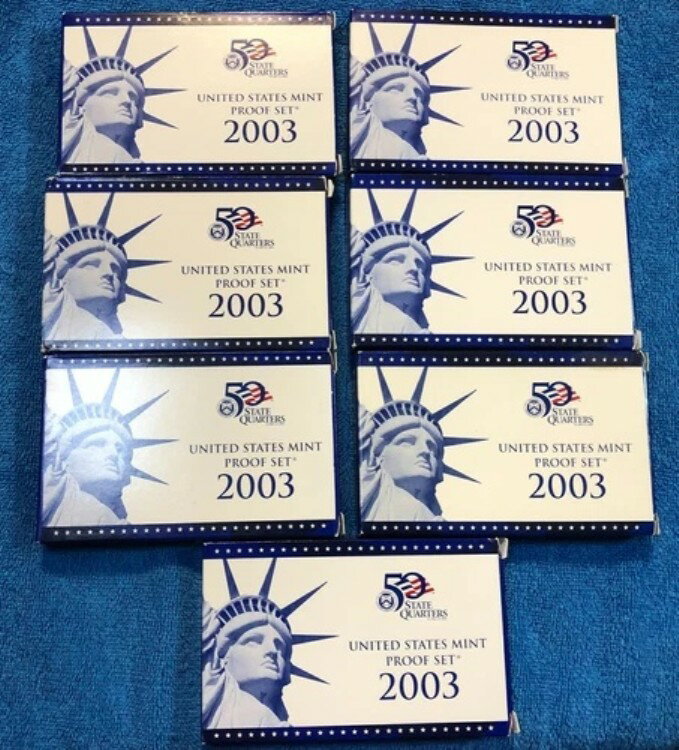 50
STATE
QUARTERS
UNITED STATES MINT
PROOF SET®
2003
50
STATE
QUARTERS
UNITED STATES MINT
PROOF SET®
2003
50
STATE
QUARTERS
UNITED STATES MINT
PROOF SET®
2003
50
STATE
QUARTERS
UNITED STATES MINT
PROOF SET®
2003
50
STATE
QUARTERS
UNITED STATES MINT
PROOF SET®
2003
50
STATE
QUARTERS
UNITED STATES MINT
PROOF SET®
2003
50
STATE
QUARTERS
UNITED STATES MINT
PROOF SET®
2003